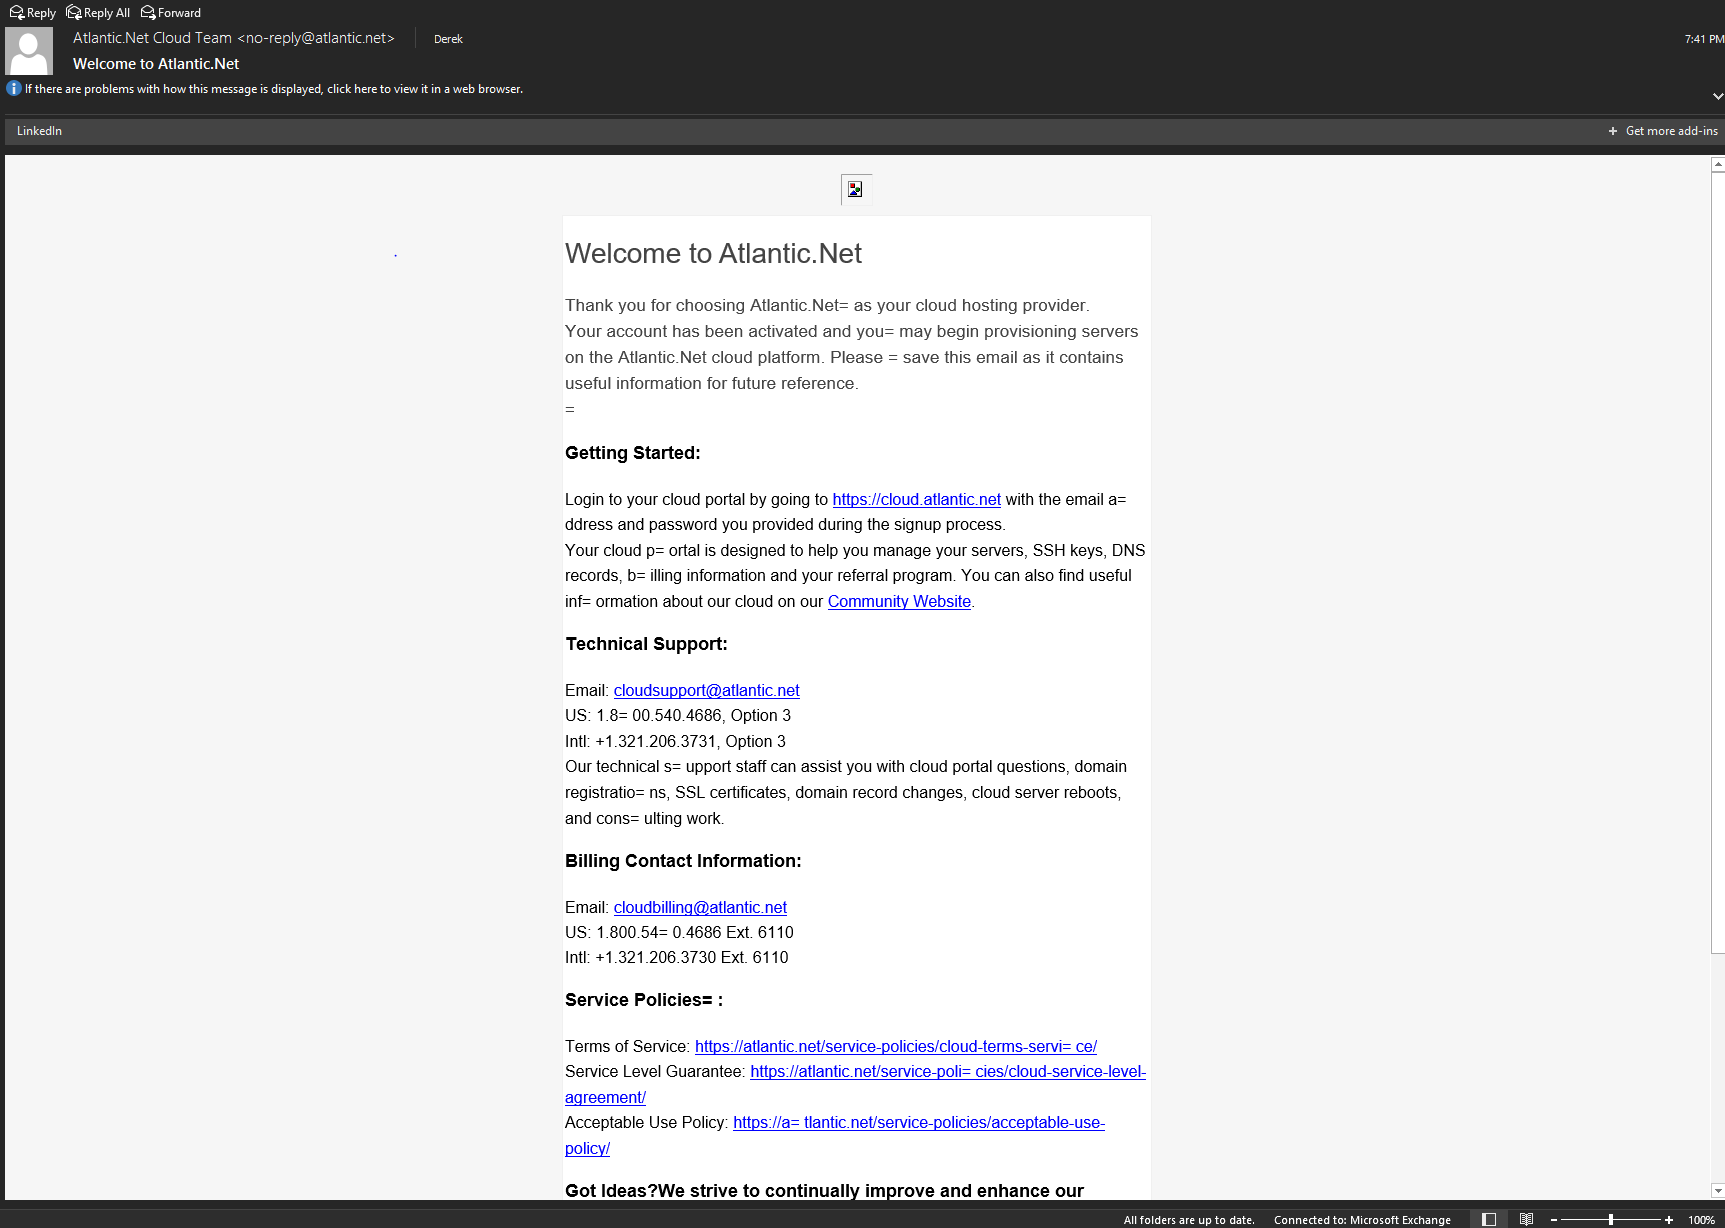 Reply Reply All Forward
Atlantic.Net Cloud Team <no-reply@atlantic.net> Derek 7:41 PM
Welcome to Atlantic.Net
If there are problems with how this message is displayed, click here to view it in a web browser.
LinkedIn + Get more add-ins
Welcome to Atlantic.Net
Thank you for choosing Atlantic.Net= as your cloud hosting provider.
Your account has been activated and you= may begin provisioning servers
on the Atlantic.Net cloud platform. Please = save this email as it contains
useful information for future reference.
=
Getting Started:
Login to your cloud portal by going to https://cloud.atlantic.net with the email a=
ddress and password you provided during the signup process.
Your cloud p= ortal is designed to help you manage your servers, SSH keys, DNS
records, b= illing information and your referral program. You can also find useful
inf= ormation about our cloud on our Community Website.
Technical Support:
Email: cloudsupport@atlantic.net
US: 1.8= 00.540.4686, Option 3
Intl: +1.321.206.3731, Option 3
Our technical s= upport staff can assist you with cloud portal questions, domain
registratio= ns, SSL certificates, domain record changes, cloud server reboots,
and cons= ulting work.
Billing Contact Information:
Email: cloudbilling@atlantic.net
US: 1.800.54= 0.4686 Ext. 6110
Intl: +1.321.206.3730 Ext. 6110
Service Policies= :
Terms of Service: https://atlantic.net/service-policies/cloud-terms-servi= ce/
Service Level Guarantee: https://atlantic.net/service-poli= cies/cloud-service-level-
agreement/
Acceptable Use Policy: https://a= tlantic.net/service-policies/acceptable-use-
policy/
Got Ideas?We strive to continually improve and enhance our
All folders are up to date. Connected to: Microsoft Exchange 100%